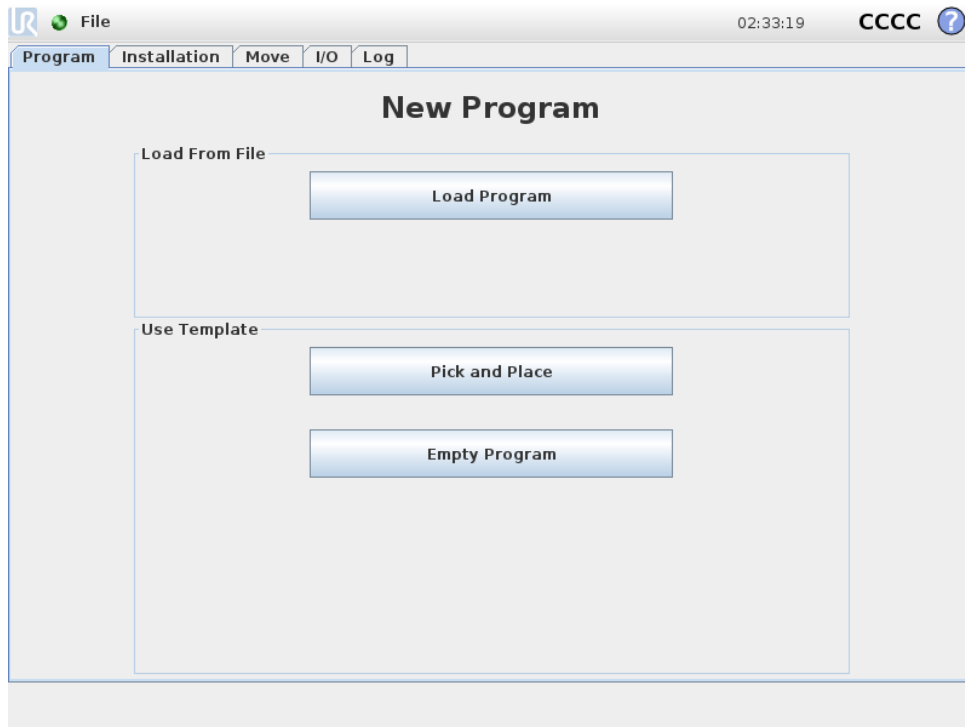 UR File 02:33:19 CCCC ?
Program Installation Move I/O Log
New Program
Load From File
Load Program
Use Template
Pick and Place
Empty Program